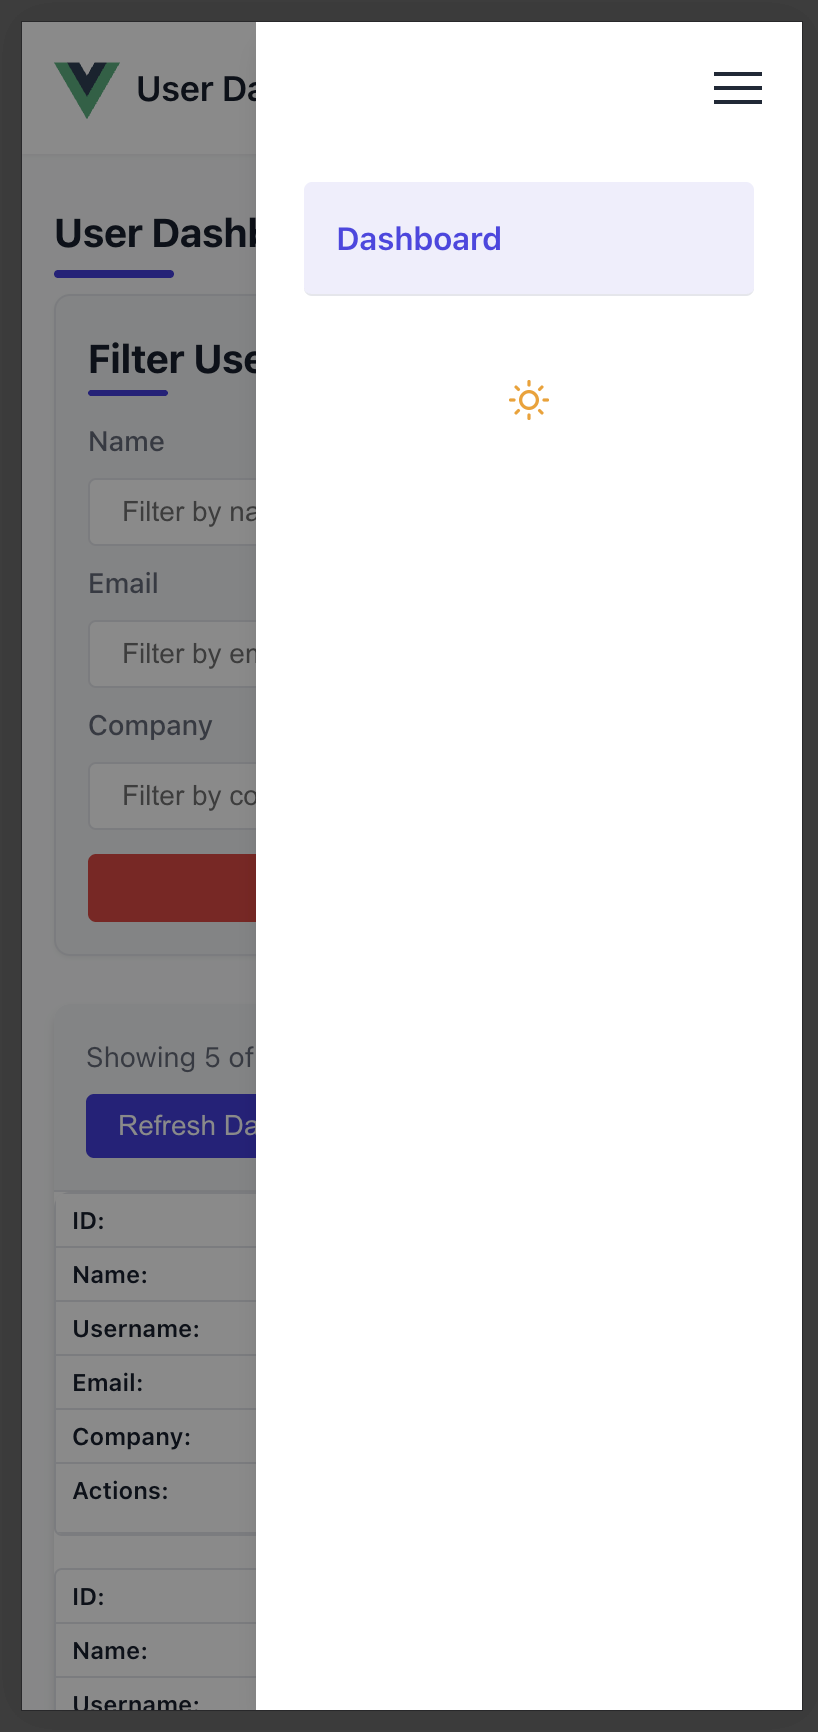 User Da
Dashboard
User Dashb
Filter Use
Name
Filter by na
Email
Filter by em
Company
Filter by co
Showing 5 of
Refresh Da
ID:
Name:
Username:
Email:
Company:
Actions:
ID:
Name:
Username: